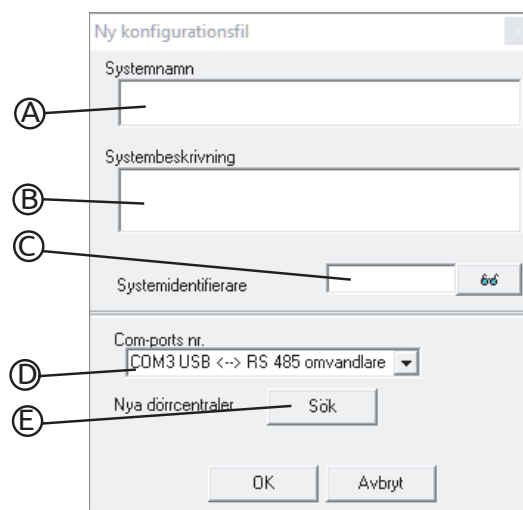 Ny konfigurationsfil
Systemnamn
A
Systembeskrivning
B
C
Systemidentifierare
Com-ports nr.
D
COM3 USB <--> RS 485 omvandlare
Nya dörrcentraler
Sök
E
OK
Avbryt